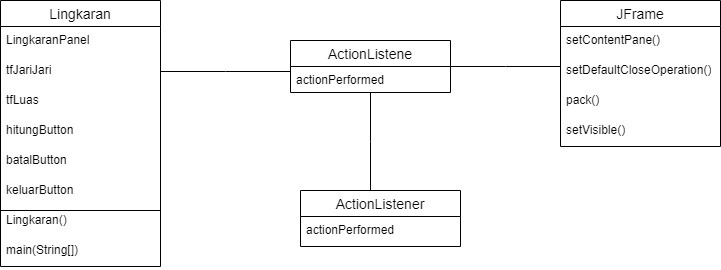 Lingkaran
LingkaranPanel
tfJariJari
tfLuas
hitungButton
batalButton
keluarButton
Lingkaran()
main(String[])
ActionListene
actionPerformed
ActionListener
actionPerformed
JFrame
setContentPane()
setDefaultCloseOperation()
pack()
setVisible()